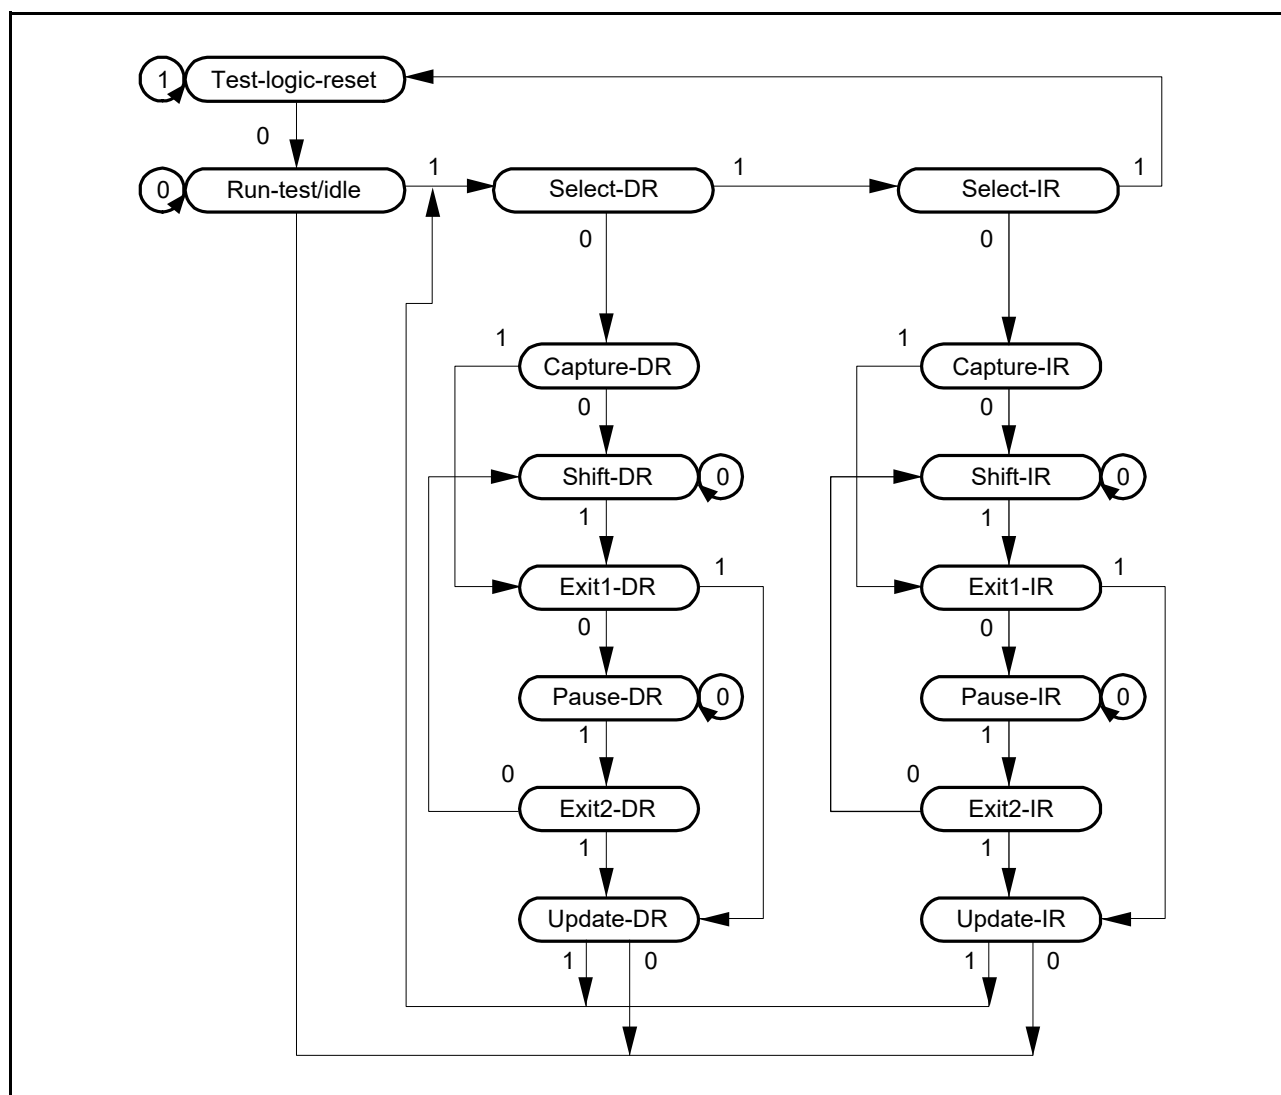 1 Test-logic-reset
0
0 Run-test/idle 1 Select-DR 1 Select-IR 1
0 0
1 1
Capture-DR Capture-IR
0 0
Shift-DR 0 Shift-IR 0
1 1
Exit1-DR 1 Exit1-IR 1
0 0
Pause-DR 0 Pause-IR 0
1 1
0 0
Exit2-DR Exit2-IR
1 1
Update-DR Update-IR
1 0 1 0